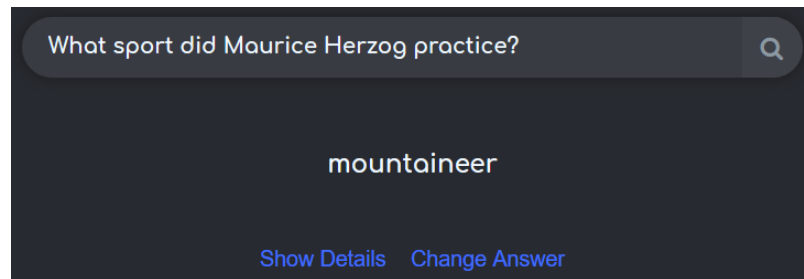 What sport did Maurice Herzog practice?
mountaineer
Show Details Change Answer